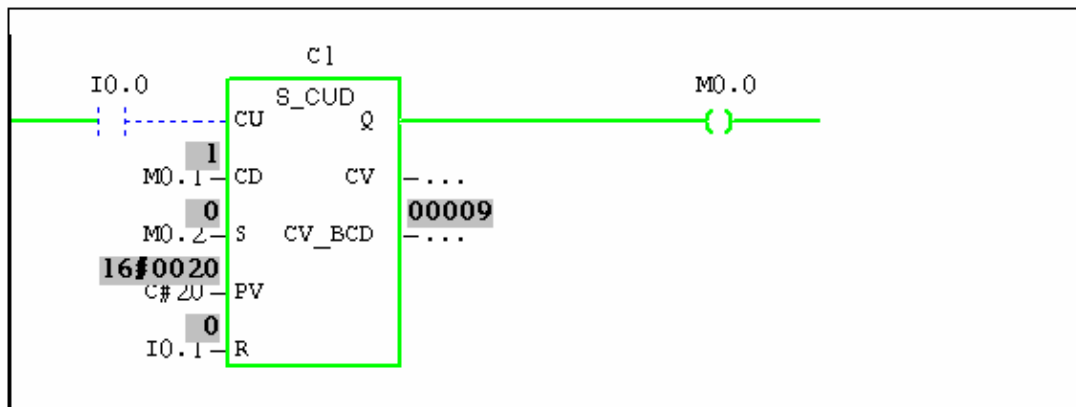 C1
I0.0
S_CUD
M0.0
CU
Q
1
M0.1
CD
CV
...
0
00009
M0.2
S
CV_BCD
...
16#0020
C#20
PV
0
I0.1
R